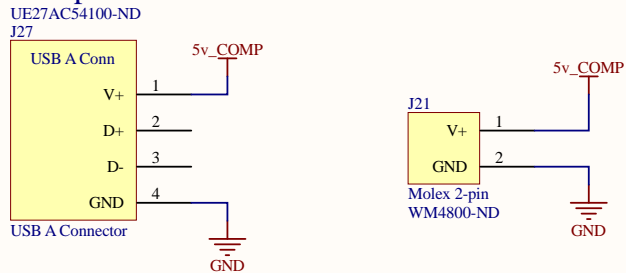 UE27AC54100-ND
J27
USB A Conn
V+
1
D+
2
D-
3
GND
4
USB A Connector
5v_COMP
GND
J21
V+
1
GND
2
Molex 2-pin
WM4800-ND
5v_COMP
GND